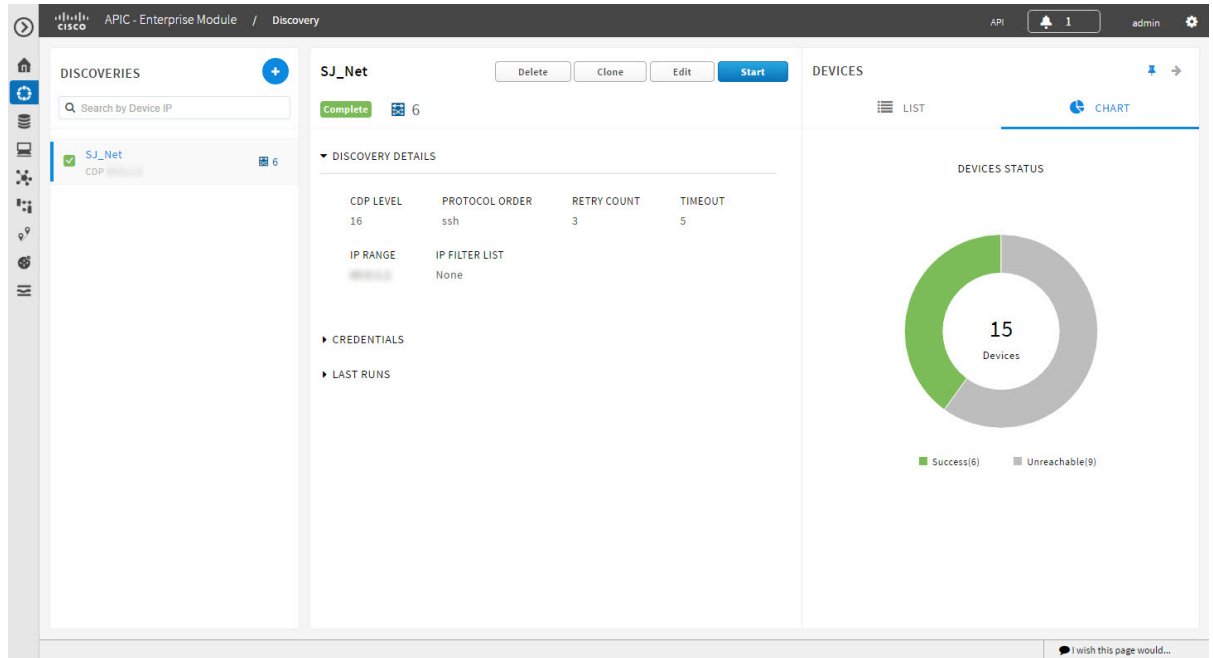 cisco APIC - Enterprise Module / Discovery API 1 admin
DISCOVERIES
Search by Device IP
SJ_Net 6
CDP
SJ_Net Delete Clone Edit Start
Complete 6
DISCOVERY DETAILS
CDP LEVEL PROTOCOL ORDER RETRY COUNT TIMEOUT
16 ssh 3 5
IP RANGE IP FILTER LIST
None
CREDENTIALS
LAST RUNS
DEVICES
LIST CHART
DEVICES STATUS
15
Devices
Success(6) Unreachable(9)
I wish this page would...